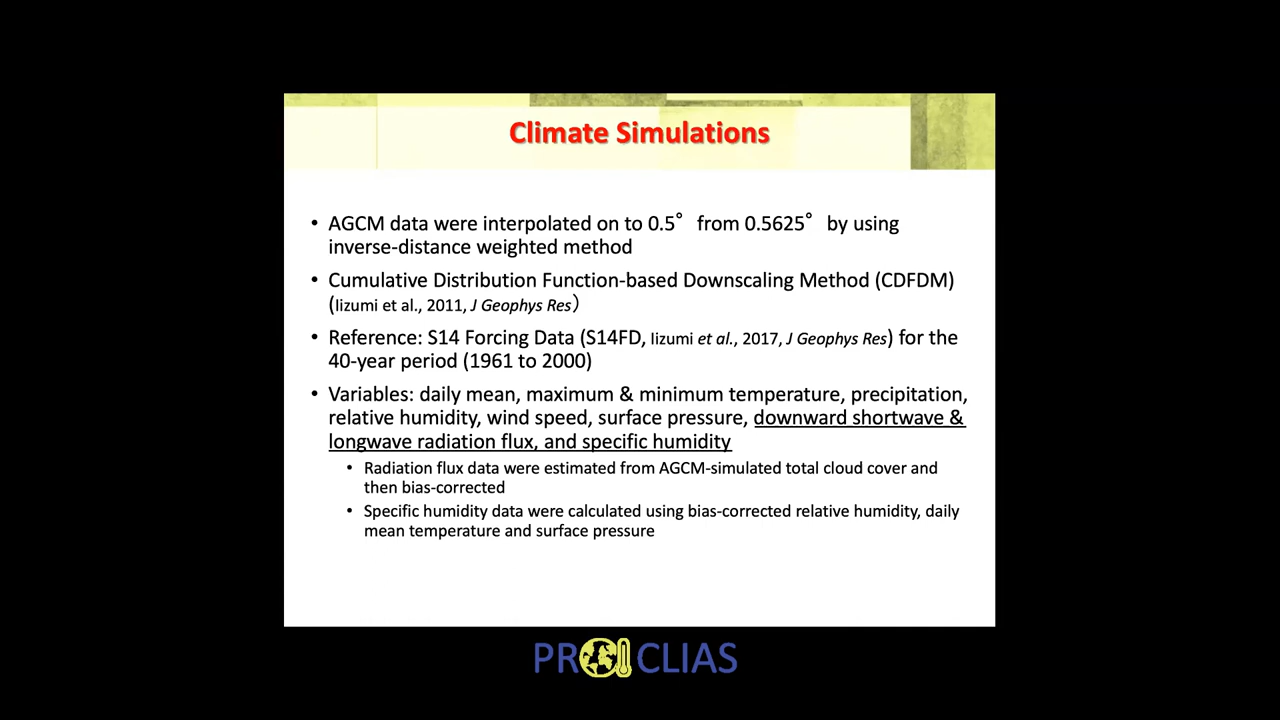 Climate Simulations
• AGCM data were interpolated on to 0.5° from 0.5625° by using
inverse-distance weighted method
• Cumulative Distribution Function-based Downscaling Method (CDFDM)
(Iizumi et al., 2011, J Geophys Res）
• Reference: S14 Forcing Data (S14FD, Iizumi et al., 2017, J Geophys Res) for the
40-year period (1961 to 2000)
• Variables: daily mean, maximum & minimum temperature, precipitation,
relative humidity, wind speed, surface pressure, downward shortwave &
longwave radiation flux, and specific humidity
• Radiation flux data were estimated from AGCM-simulated total cloud cover and
then bias-corrected
• Specific humidity data were calculated using bias-corrected relative humidity, daily
mean temperature and surface pressure
PROCLIAS